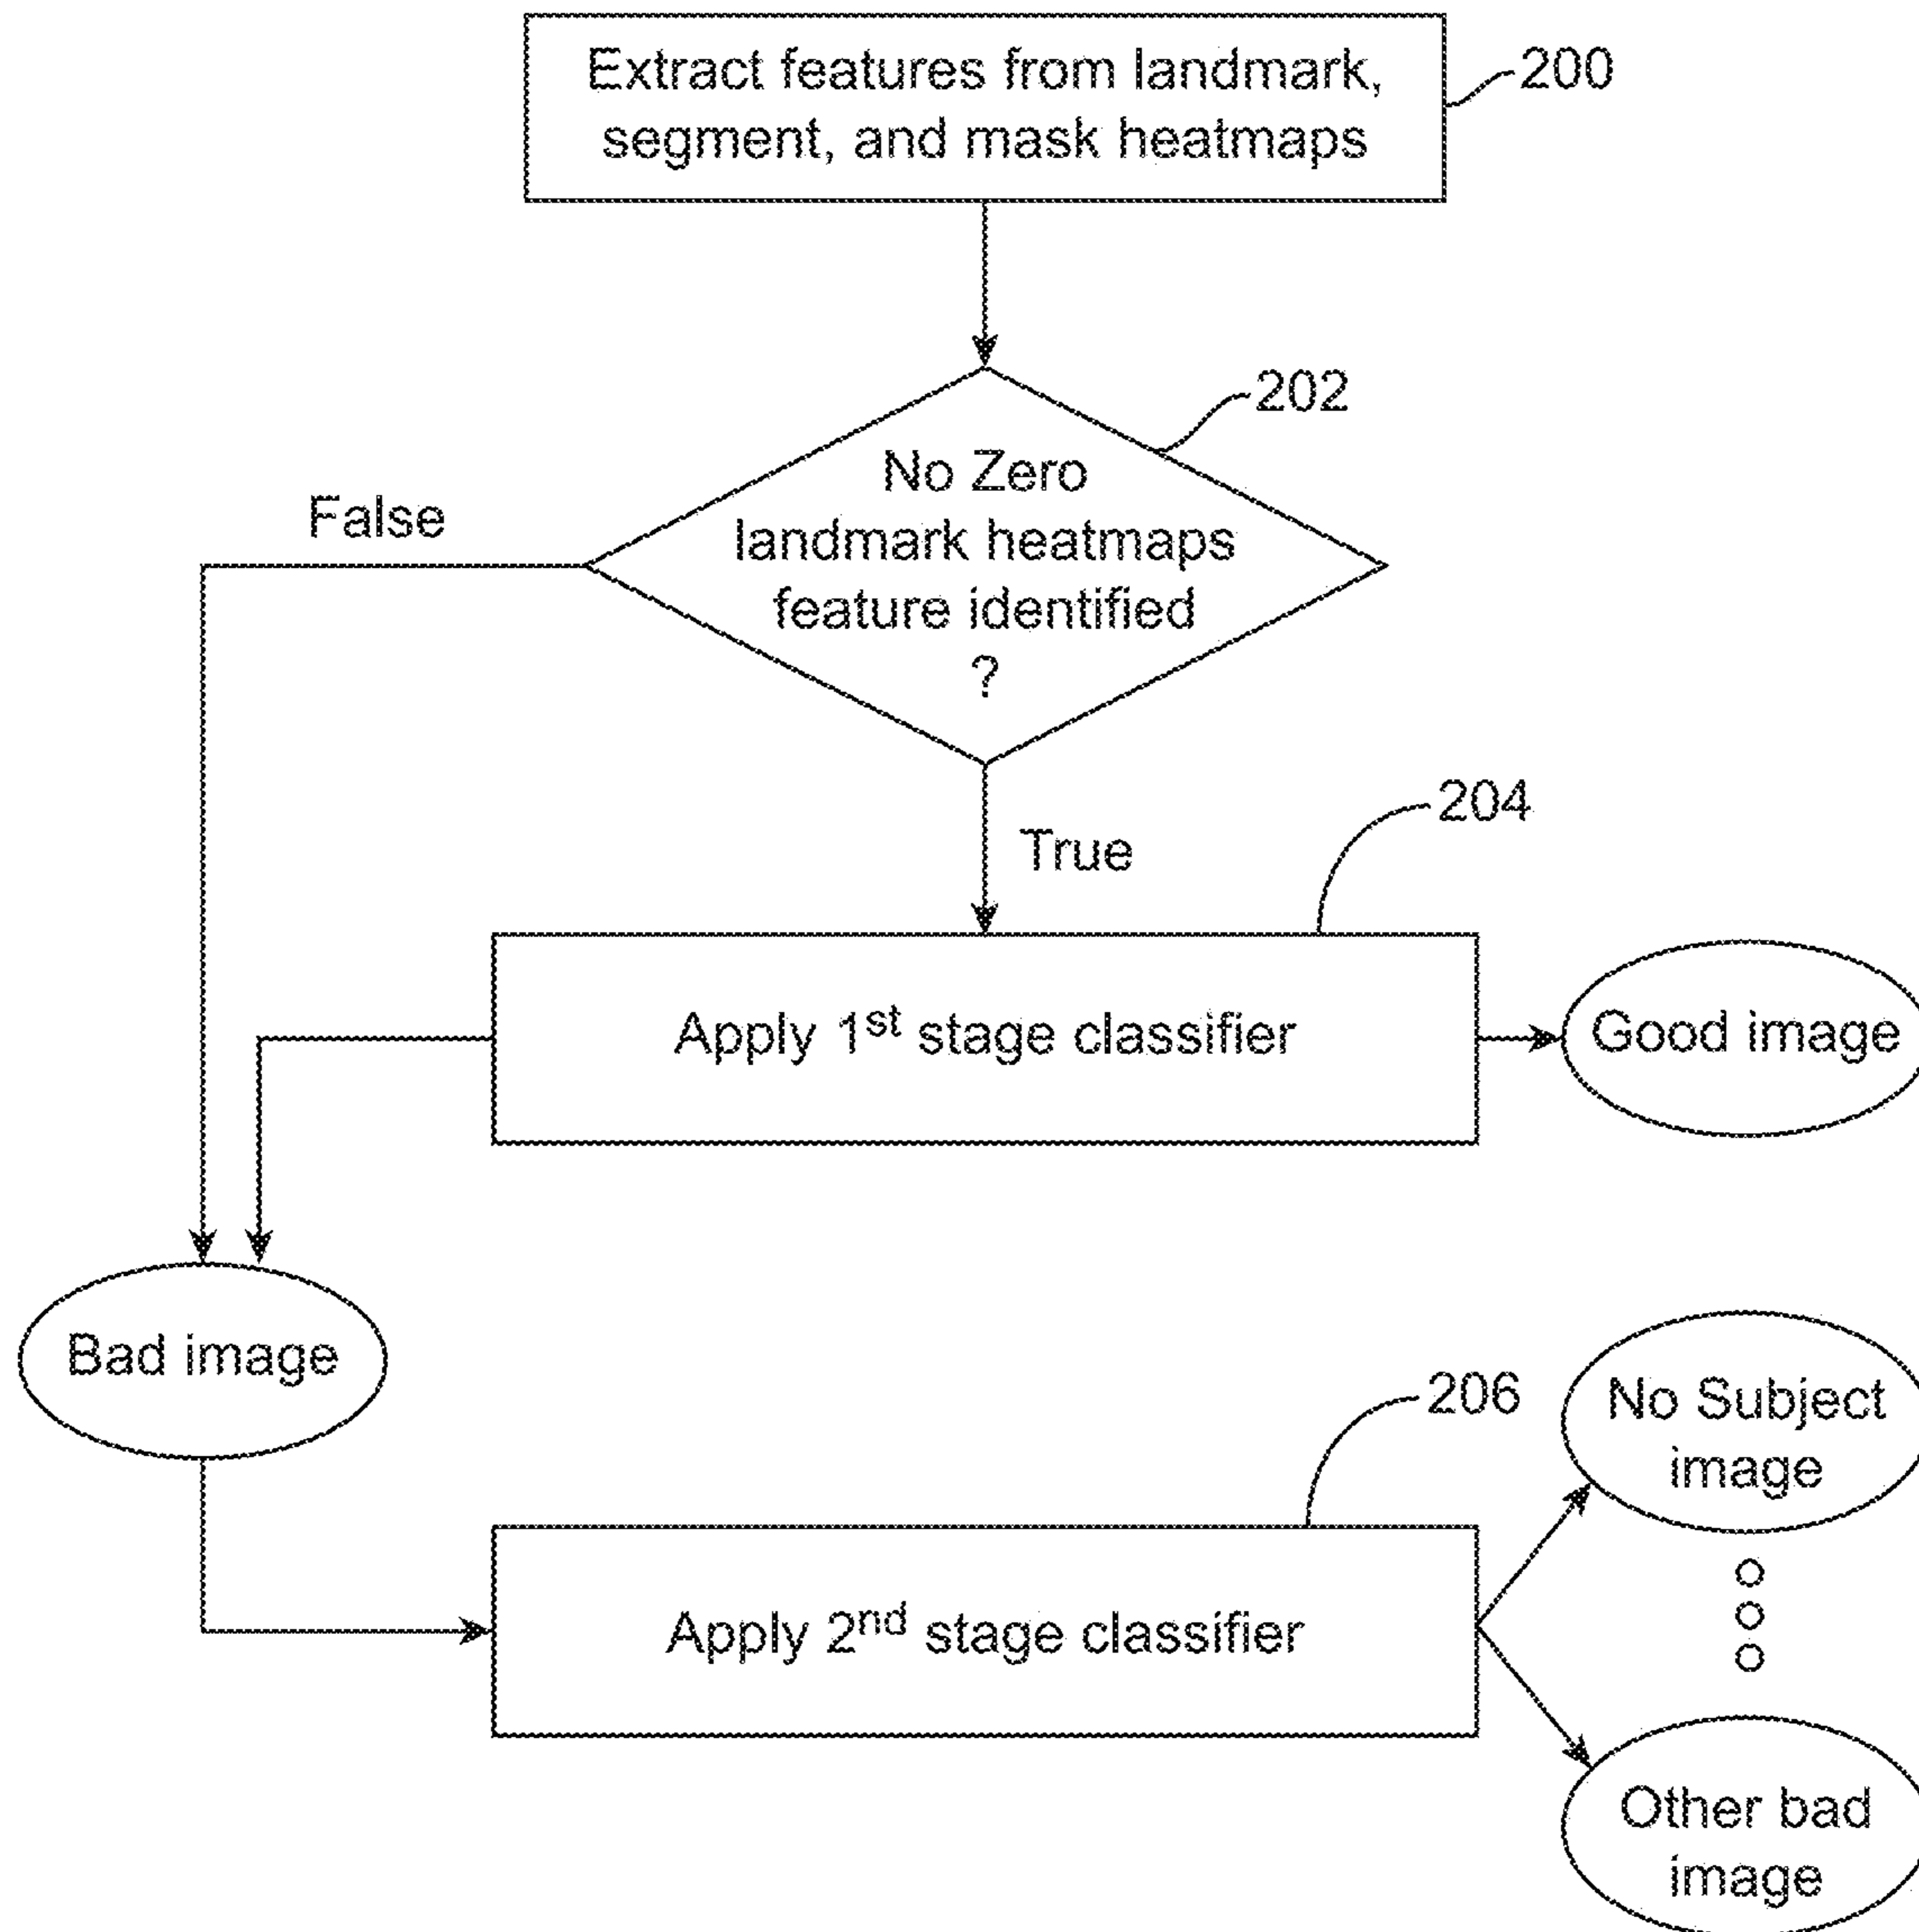 Extract features from landmark,
segment, and mask heatmaps
200
202
No Zero
landmark heatmaps
feature identified
?
False
True
204
Apply 1st stage classifier
Good image
Bad image
206
No Subject
image
Apply 2nd stage classifier
Other bad
image